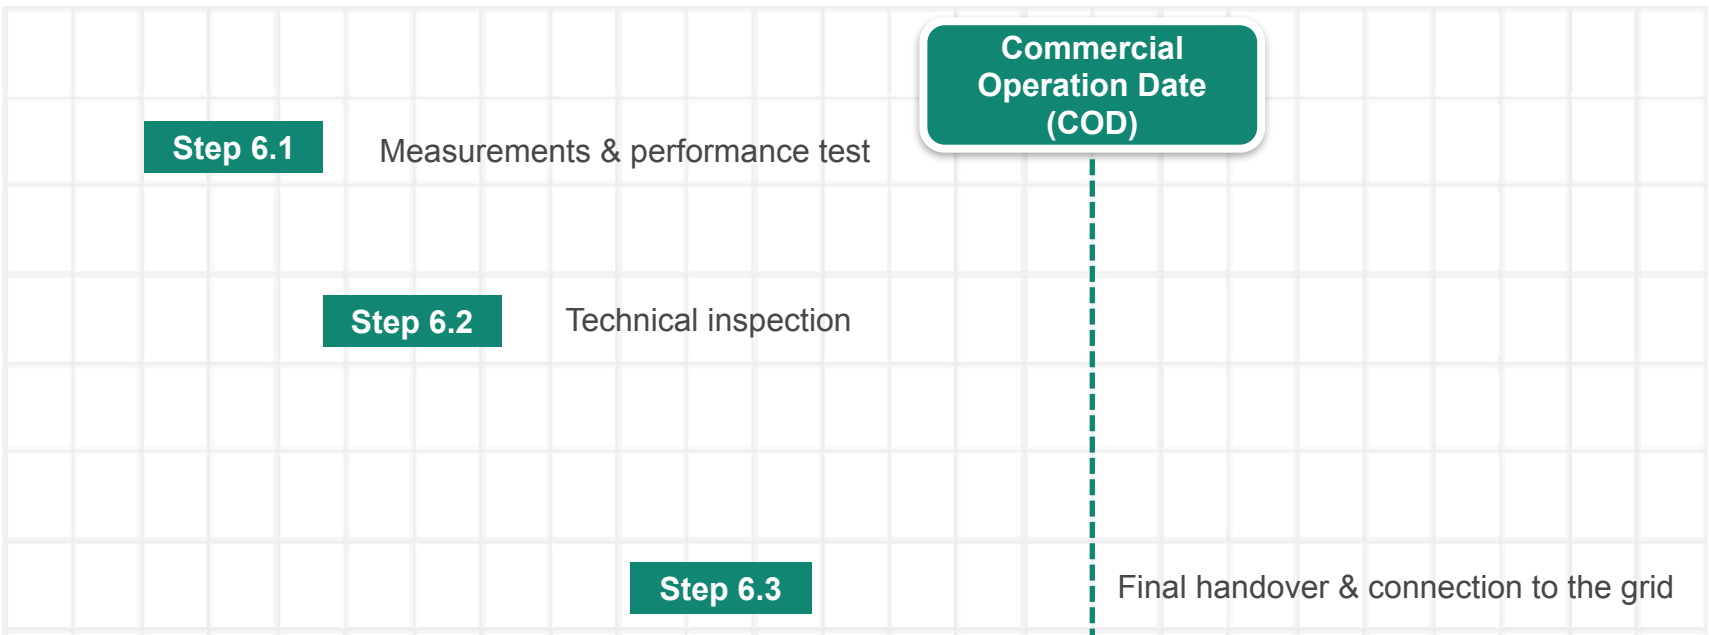 Commercial
Operation Date
(COD)
Step 6.1
Measurements & performance test
Step 6.2
Technical inspection
Step 6.3
Final handover & connection to the grid